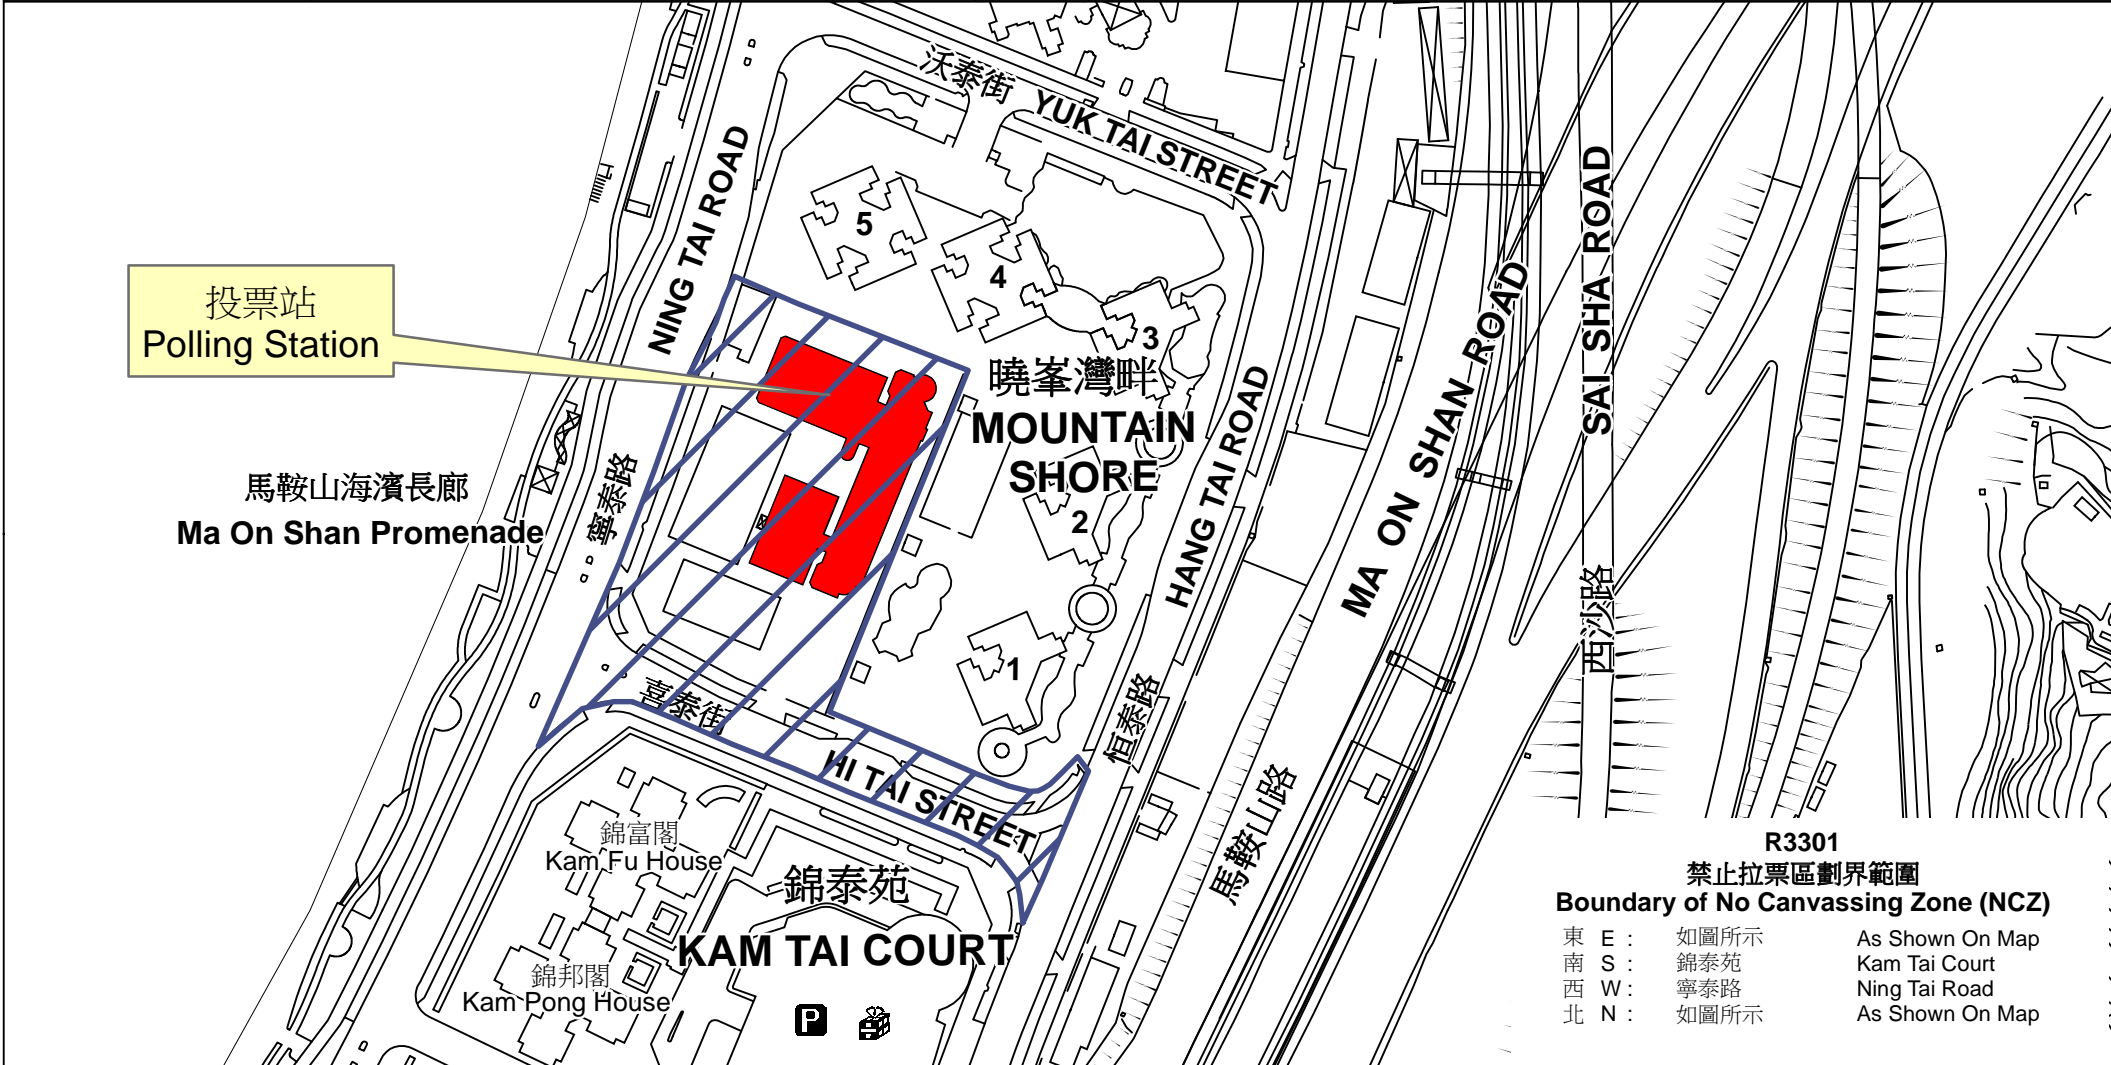 沃泰街 YUK TAI STREET
NING TAI ROAD
寧泰路
投票站
Polling Station
5
4
3
曉峯灣畔
MOUNTAIN
SHORE
2
1
HANG TAI ROAD
恒泰路
MA ON SHAN ROAD
馬鞍山路
SAI SHA ROAD
西沙路
馬鞍山海濱長廊
Ma On Shan Promenade
喜泰街
HI TAI STREET
錦富閣
Kam Fu House
錦泰苑
KAM TAI COURT
錦邦閣
Kam Pong House
P
R3301
禁止拉票區劃界範圍
Boundary of No Canvassing Zone (NCZ)
東 E : 如圖所示 As Shown On Map
南 S : 錦泰苑 Kam Tai Court
西 W : 寧泰路 Ning Tai Road
北 N : 如圖所示 As Shown On Map